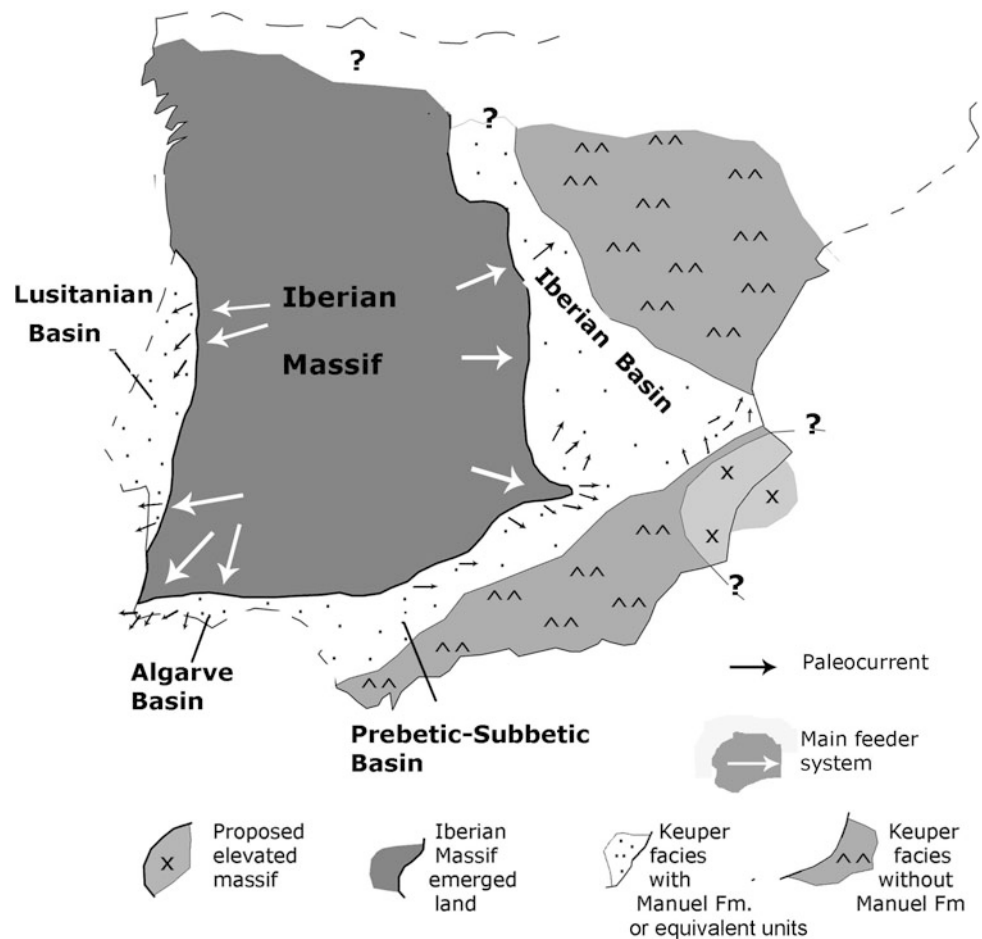 ?
?
Lusitanian
Basin
Iberian
Massif
Iberian Basin
?
x
x
x
?
Algarve
Basin
Prebetic-Subbetic
Basin
Paleocurrent
Main feeder
system
Proposed
elevated
massif
x
Iberian
Massif
emerged
land
Keuper
facies
with
Manuel Fm.
or equivalent units
Keuper
facies
without
Manuel Fm